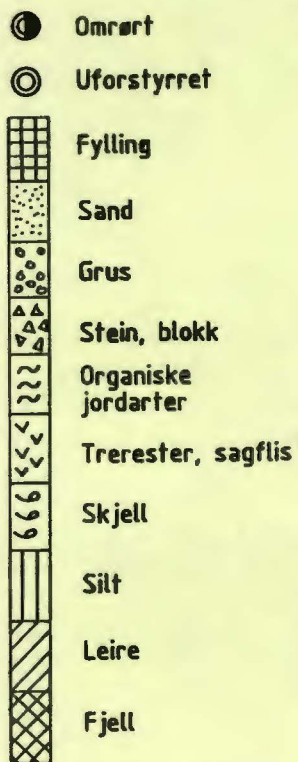 Omrørt
Uforstyrret
Fylling
Sand
Grus
Stein, blokk
Organiske
jordarter
Trerester, sagflis
Skjell
Silt
Leire
Fjell